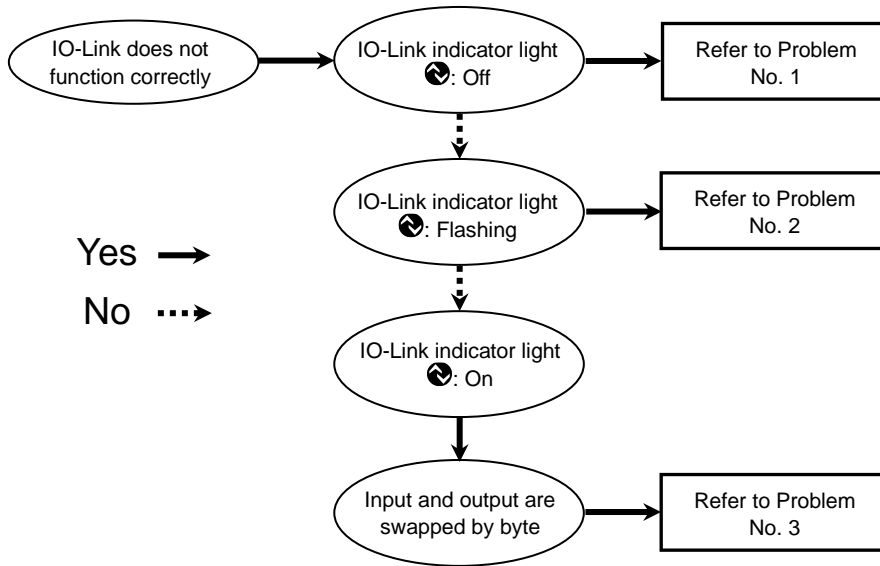 IO-Link does not
function correctly
IO-Link indicator light
: Off
Refer to Problem
No. 1
IO-Link indicator light
: Flashing
Refer to Problem
No. 2
Yes
No
IO-Link indicator light
: On
Input and output are
swapped by byte
Refer to Problem
No. 3